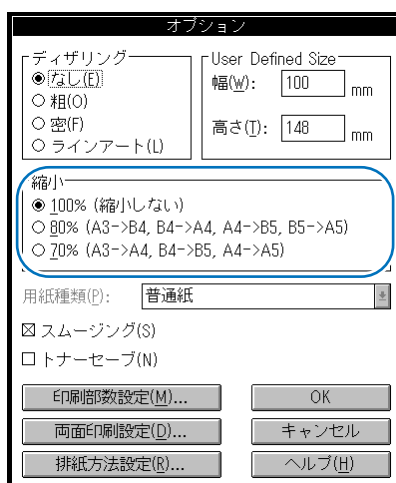 オプション
ディザリング
なし(E)
粗(O)
密(F)
ラインアート(L)
User Defined Size
幅(W): 100 mm
高さ(T): 148 mm
縮小
100% (縮小しない)
80% (A3->B4, B4->A4, A4->B5, B5->A5)
70% (A3->A4, B4->B5, A4->A5)
用紙種類(P): 普通紙
スムージング(S)
トナーセーブ(N)
印刷部数設定(M)... OK
両面印刷設定(D)... キャンセル
排紙方法設定(R)... ヘルプ(H)